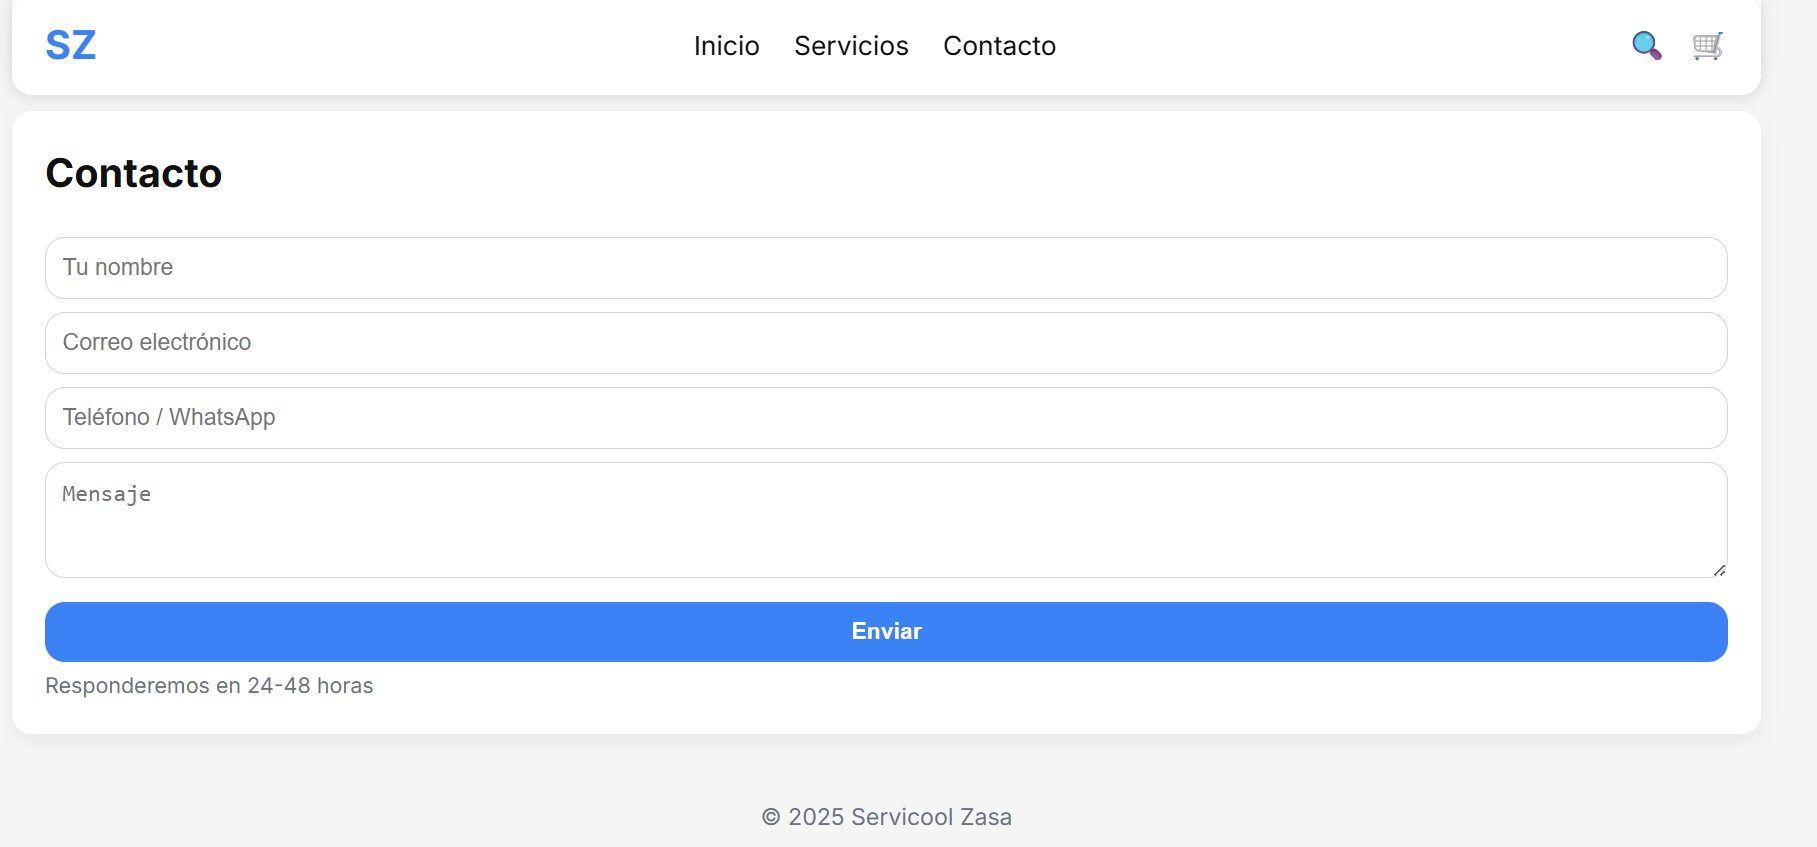 SZ
Inicio Servicios Contacto
Contacto
Tu nombre
Correo electrónico
Teléfono / WhatsApp
Mensaje
Enviar
Responderemos en 24-48 horas
© 2025 Servicool Zasa